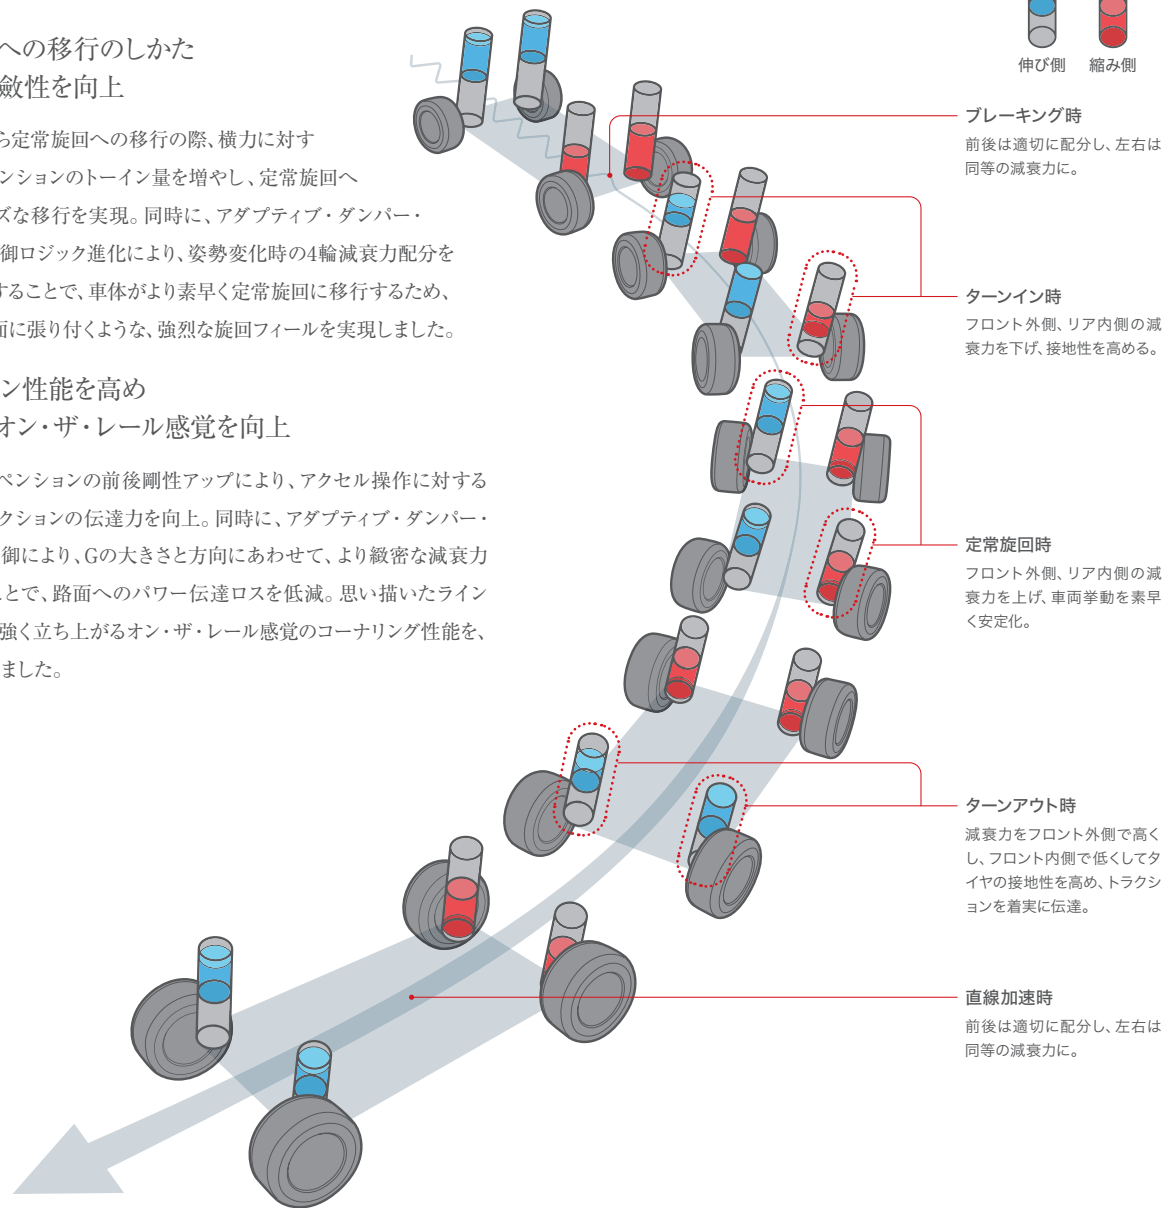 への移行のしかた
斂性を向上
ら定常旋回への移行の際、横力に対す
ンションのトーイン量を増やし、定常旋回へ
ズな移行を実現。同時に、アダプティブ・ダンパー・
御ロジック進化により、姿勢変化時の4輪減衰力配分を
することで、車体がより素早く定常旋回に移行するため、
面に張り付くような、強烈な旋回フィールを実現しました。
ン性能を高め
オン・ザ・レール感覚を向上
ペンションの前後剛性アップにより、アクセル操作に対する
クションの伝達力を向上。同時に、アダプティブ・ダンパー・
御により、Gの大きさと方向にあわせて、より緻密な減衰力
とで、路面へのパワー伝達ロスを低減。思い描いたライン
強く立ち上がるオン・ザ・レール感覚のコーナリング性能を、
ました。
伸び側 縮み側
ブレーキング時
前後は適切に配分し、左右は
同等の減衰力に。
ターンイン時
フロント外側、リア内側の減
衰力を下げ、接地性を高める。
定常旋回時
フロント外側、リア内側の減
衰力を上げ、車両挙動を素早
く安定化。
ターンアウト時
減衰力をフロント外側で高く
し、フロント内側で低くしてタ
イヤの接地性を高め、トラクシ
ョンを着実に伝達。
直線加速時
前後は適切に配分し、左右は
同等の減衰力に。